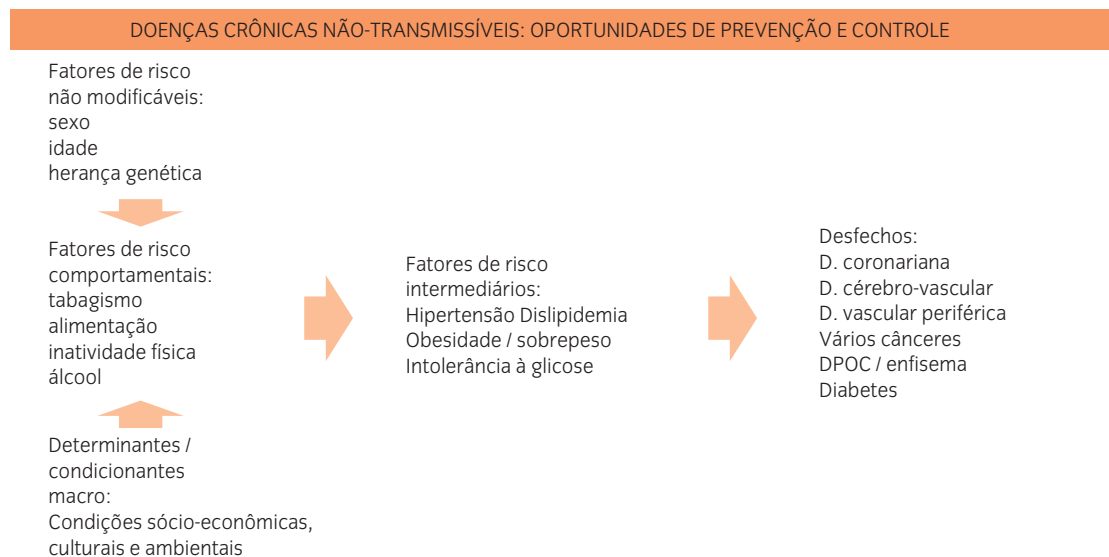 DOENÇAS CRÔNICAS NÃO-TRANSMISSÍVEIS: OPORTUNIDADES DE PREVENÇÃO E CONTROLE
Fatores de risco
não modificáveis:
sexo
idade
herança genética
Fatores de risco
comportamentais:
tabagismo
alimentação
inatividade física
álcool
Determinantes /
condicionantes
macro:
Condições sócio-econômicas,
culturais e ambientais
Fatores de risco
intermediários:
Hipertensão Dislipidemia
Obesidade / sobrepeso
Intolerância à glicose
Desfechos:
D. coronariana
D. cérebro-vascular
D. vascular periférica
Vários cânceres
DPOC / enfisema
Diabetes